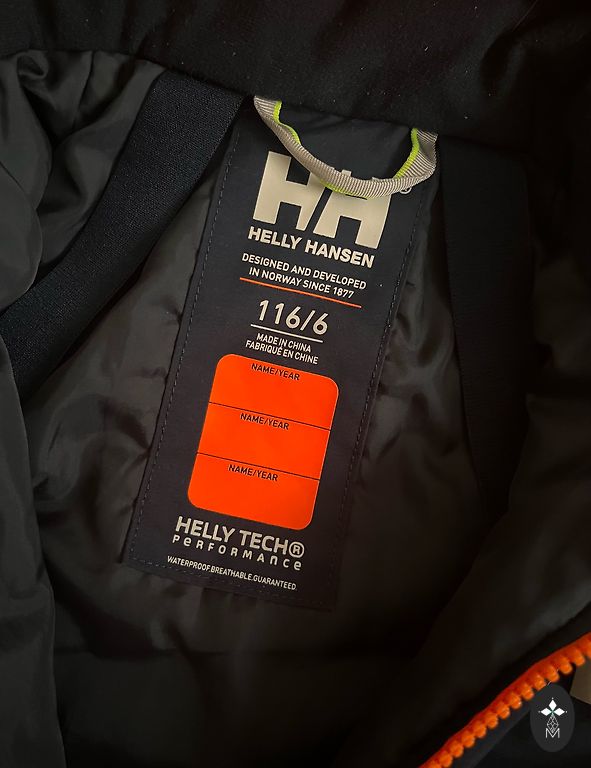 HH®
HELLY HANSEN
DESIGNED AND DEVELOPED
IN NORWAY SINCE 1877
116/6
MADE IN CHINA
FABRIQUÉ EN CHINE
NAME/YEAR
NAME/YEAR
NAME/YEAR
HELLY TECH®
PERFORMANCE
WATERPROOF.BREATHABLE.GUARANTEED.
M